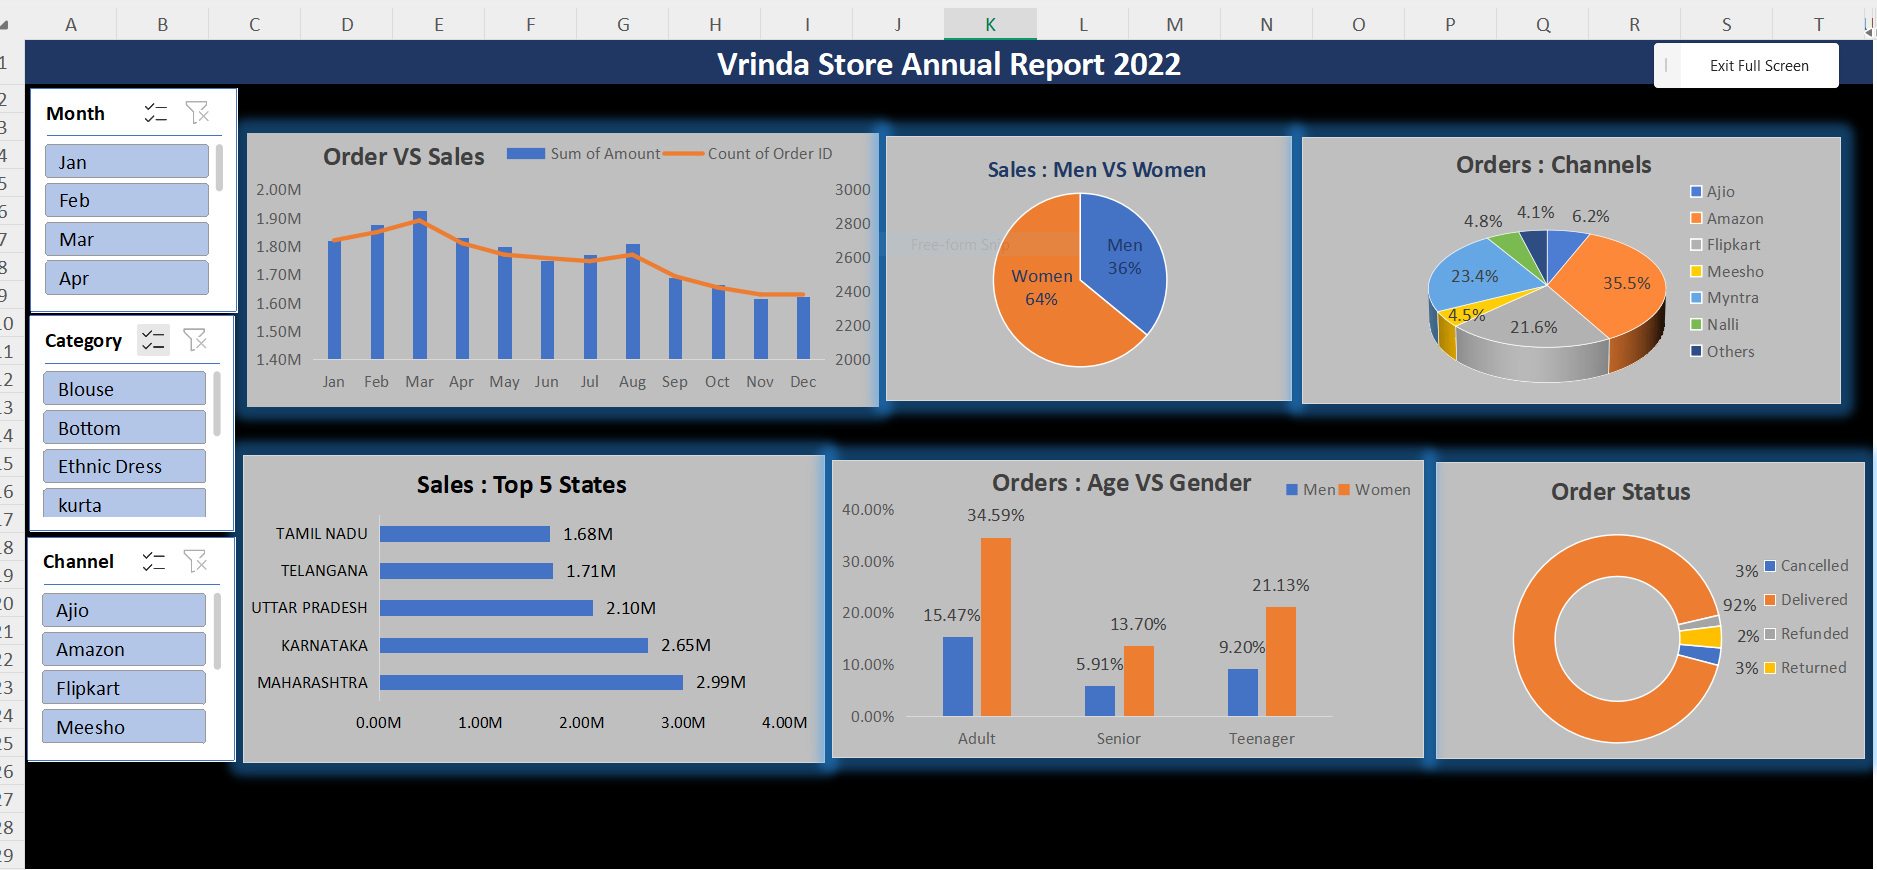 A B C D E F G H I J K L M N O P Q R S T
Vrinda Store Annual Report 2022
Exit Full Screen
Month
Jan
Feb
Mar
Apr
Category
Blouse
Bottom
Ethnic Dress
kurta
Channel
Ajio
Amazon
Flipkart
Meesho
Order VS Sales
Sum of Amount
Count of Order ID
2.00M
1.90M
1.80M
1.70M
1.60M
1.50M
1.40M
3000
2800
2600
2400
2200
2000
Jan Feb Mar Apr May Jun Jul Aug Sep Oct Nov Dec
Sales : Men VS Women
Free-form Snip
Men
36%
Women
64%
Orders : Channels
4.8% 4.1% 6.2%
23.4% 35.5%
4.5% 21.6%
Ajio
Amazon
Flipkart
Meesho
Myntra
Nalli
Others
Sales : Top 5 States
TAMIL NADU 1.68M
TELANGANA 1.71M
UTTAR PRADESH 2.10M
KARNATAKA 2.65M
MAHARASHTRA 2.99M
0.00M 1.00M 2.00M 3.00M 4.00M
Orders : Age VS Gender
Men Women
40.00%
30.00%
20.00%
10.00%
0.00%
15.47% 34.59%
5.91% 13.70%
9.20% 21.13%
Adult Senior Teenager
Order Status
3% Cancelled
92% Delivered
2% Refunded
3% Returned